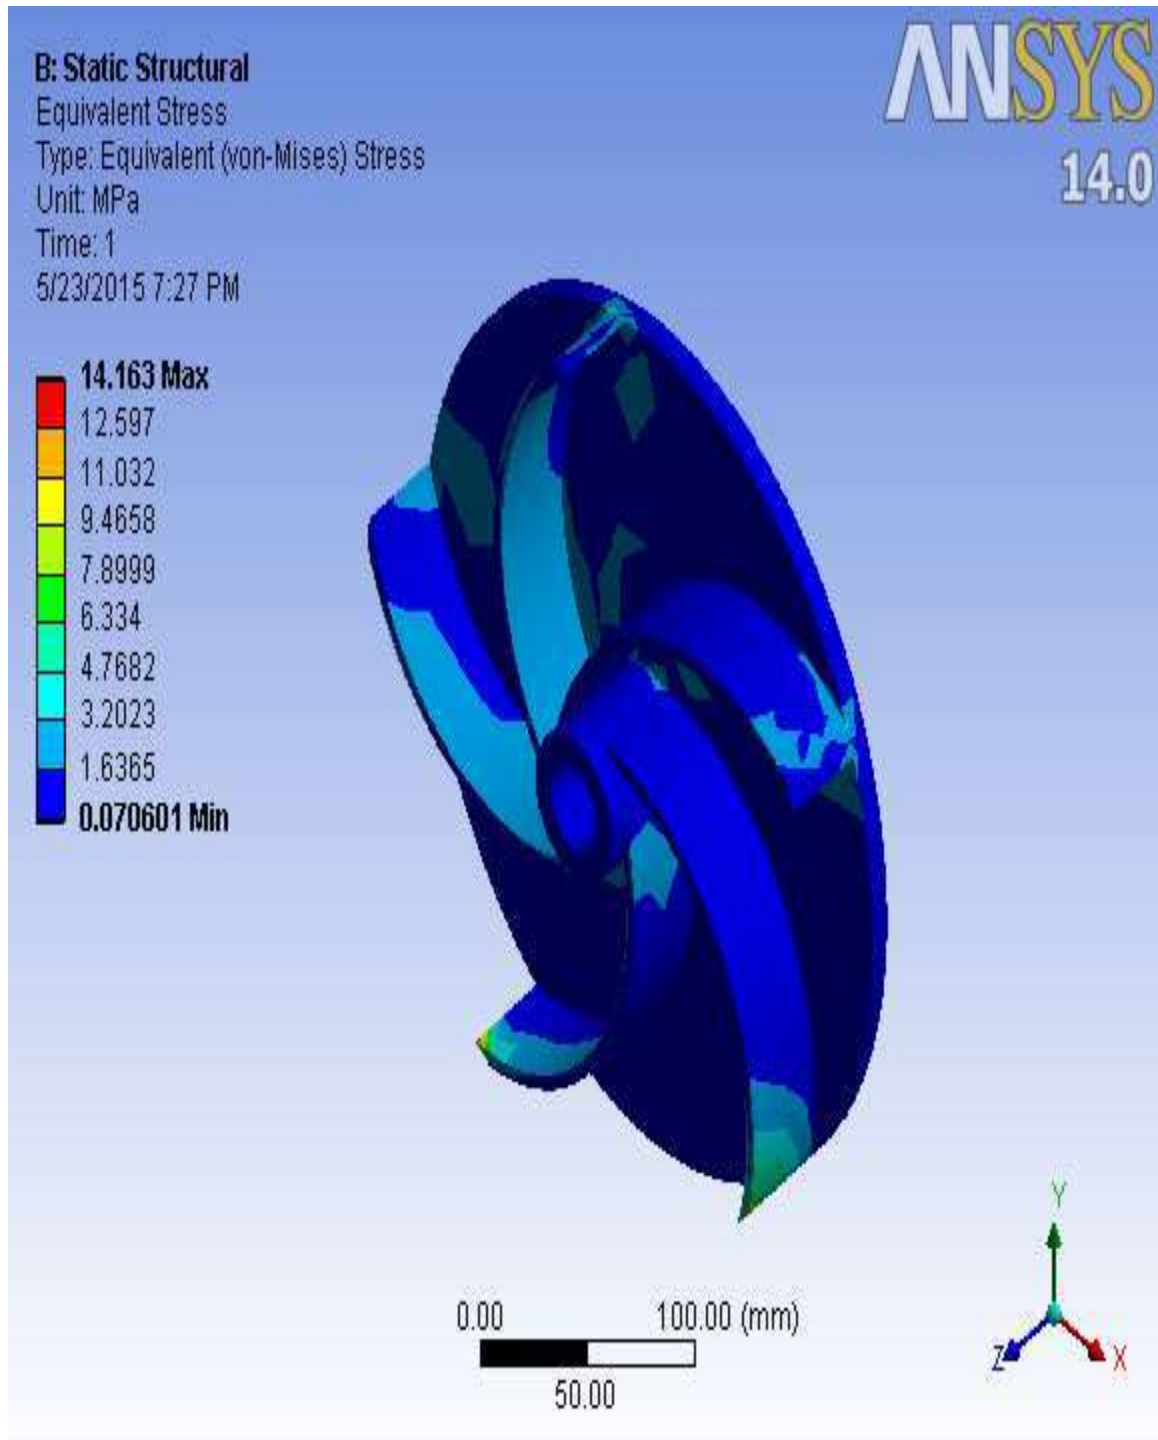 B: Static Structural
Equivalent Stress
Type: Equivalent (von-Mises) Stress
Unit: MPa
Time: 1
5/23/2015 7:27 PM
ANSYS
14.0
14.163 Max
12.597
11.032
9.4658
7.8999
6.334
4.7682
3.2023
1.6365
0.070601 Min
0.00
100.00 (mm)
50.00
Y
Z
X